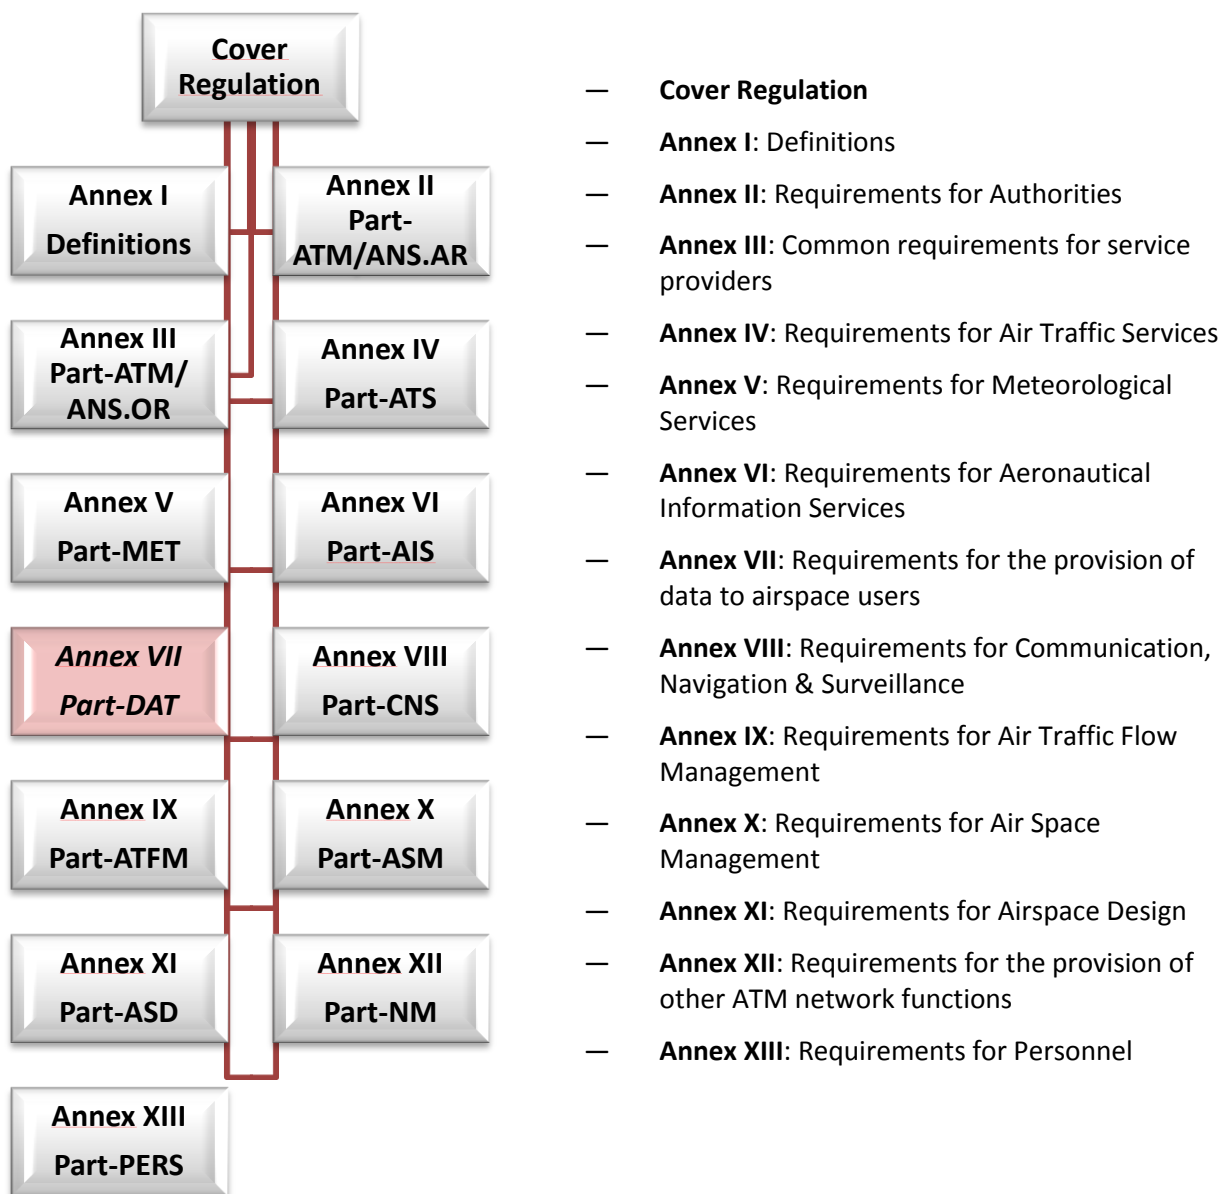 Cover
Regulation
Annex I
Definitions
Annex II
Part-
ATM/ANS.AR
Annex III
Part-ATM/
ANS.OR
Annex IV
Part-ATS
Annex V
Part-MET
Annex VI
Part-AIS
Annex VII
Part-DAT
Annex VIII
Part-CNS
Annex IX
Part-ATFM
Annex X
Part-ASM
Annex XI
Part-ASD
Annex XII
Part-NM
Annex XIII
Part-PERS
— Cover Regulation
— Annex I: Definitions
— Annex II: Requirements for Authorities
— Annex III: Common requirements for service
providers
— Annex IV: Requirements for Air Traffic Services
— Annex V: Requirements for Meteorological
Services
— Annex VI: Requirements for Aeronautical
Information Services
— Annex VII: Requirements for the provision of
data to airspace users
— Annex VIII: Requirements for Communication,
Navigation & Surveillance
— Annex IX: Requirements for Air Traffic Flow
Management
— Annex X: Requirements for Air Space
Management
— Annex XI: Requirements for Airspace Design
— Annex XII: Requirements for the provision of
other ATM network functions
— Annex XIII: Requirements for Personnel